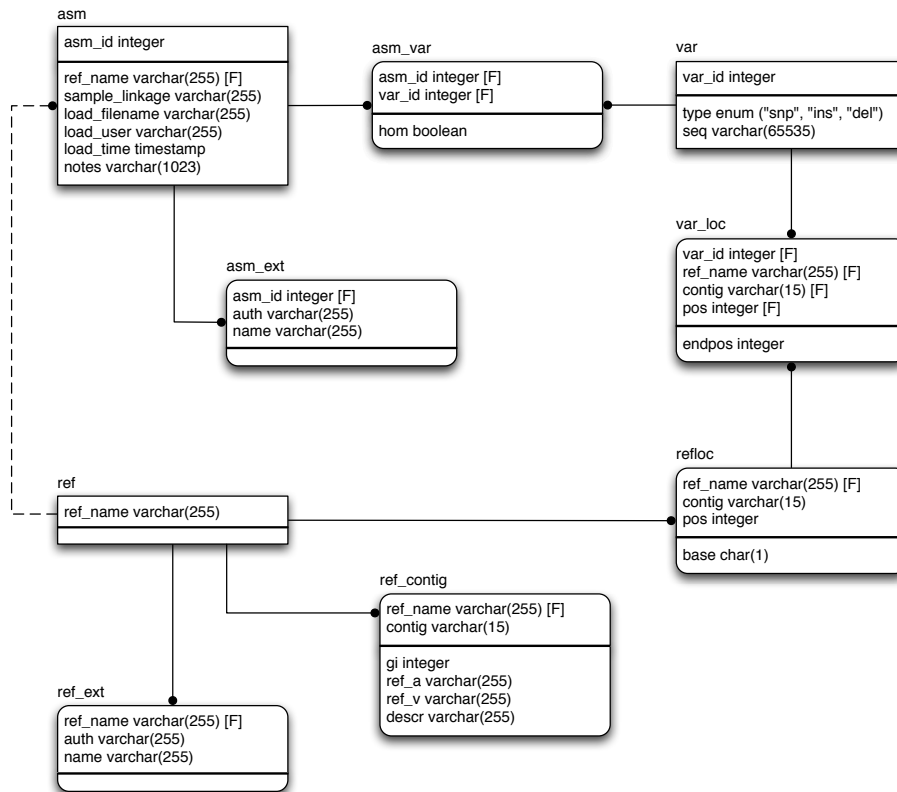 asm
asm_id integer
ref_name varchar(255) [F]
sample_linkage varchar(255)
load_filename varchar(255)
load_user varchar(255)
load_time timestamp
notes varchar(1023)
asm_var
asm_id integer [F]
var_id integer [F]
hom boolean
var
var_id integer
type enum ("snp", "ins", "del")
seq varchar(65535)
var_loc
var_id integer [F]
ref_name varchar(255) [F]
contig varchar(15) [F]
pos integer [F]
endpos integer
asm_ext
asm_id integer [F]
auth varchar(255)
name varchar(255)
refloc
ref_name varchar(255) [F]
contig varchar(15)
pos integer
base char(1)
ref
ref_name varchar(255)
ref_contig
ref_name varchar(255) [F]
contig varchar(15)
gi integer
ref_a varchar(255)
ref_v varchar(255)
descr varchar(255)
ref_ext
ref_name varchar(255) [F]
auth varchar(255)
name varchar(255)